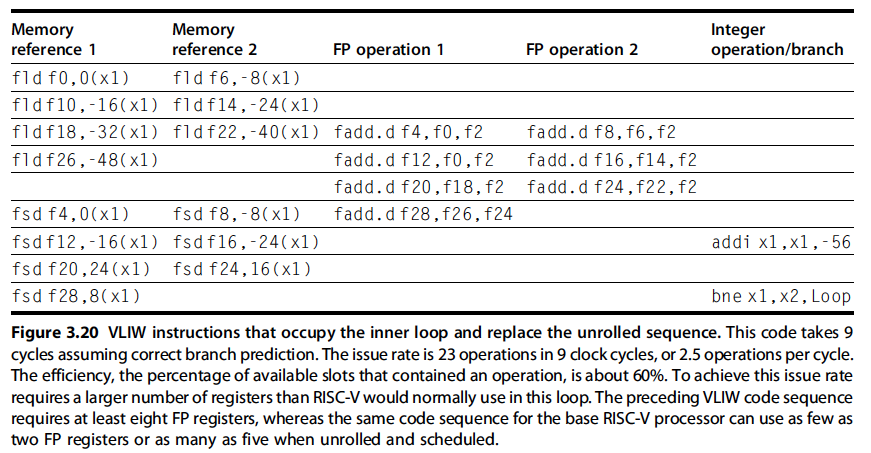 Memory reference 1 Memory reference 2 FP operation 1 FP operation 2 Integer operation/branch
fld f0,0(x1) fld f6,-8(x1)
fld f10,-16(x1) fld f14,-24(x1)
fld f18,-32(x1) fld f22,-40(x1) fadd.d f4,f0,f2 fadd.d f8,f6,f2
fld f26,-48(x1) fadd.d f12,f0,f2 fadd.d f16,f14,f2
fadd.d f20,f18,f2 fadd.d f24,f22,f2
fsd f4,0(x1) fsd f8,-8(x1) fadd.d f28,f26,f24
fsd f12,-16(x1) fsd f16,-24(x1) addi x1,x1,-56
fsd f20,24(x1) fsd f24,16(x1)
fsd f28,8(x1) bne x1,x2,Loop
Figure 3.20 VLIW instructions that occupy the inner loop and replace the unrolled sequence. This code takes 9
cycles assuming correct branch prediction. The issue rate is 23 operations in 9 clock cycles, or 2.5 operations per cycle.
The efficiency, the percentage of available slots that contained an operation, is about 60%. To achieve this issue rate
requires a larger number of registers than RISC-V would normally use in this loop. The preceding VLIW code sequence
requires at least eight FP registers, whereas the same code sequence for the base RISC-V processor can use as few as
two FP registers or as many as five when unrolled and scheduled.